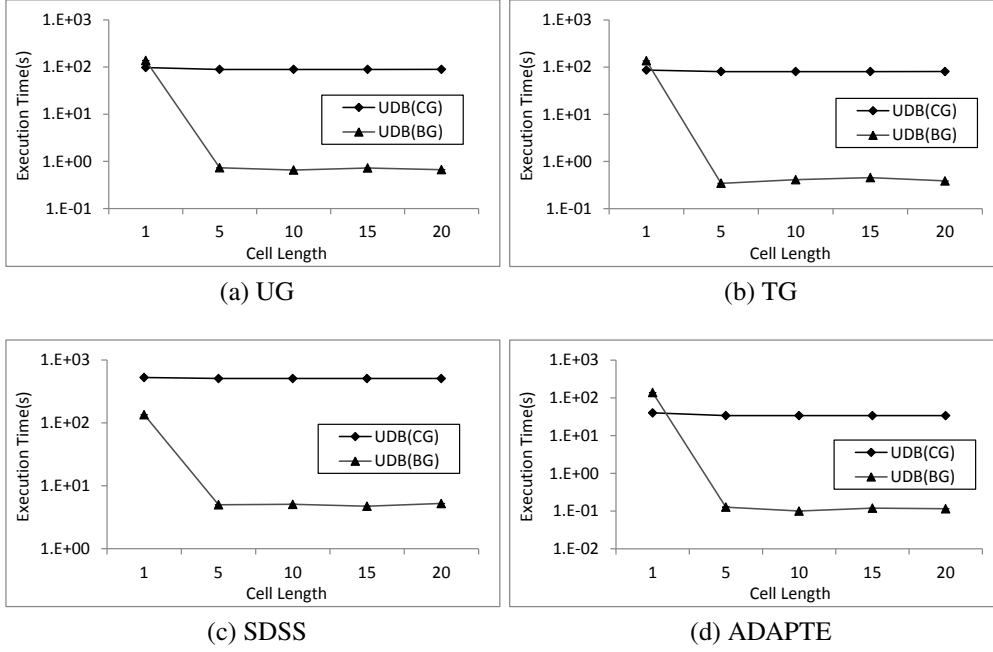 1.E+03
1.E+02
1.E+01
1.E+00
1.E-01
Execution Time(s)
UDB(CG)
UDB(BG)
1 5 10 15 20
Cell Length
(a) UG
1.E+03
1.E+02
1.E+01
1.E+00
1.E-01
Execution Time(s)
UDB(CG)
UDB(BG)
1 5 10 15 20
Cell Length
(b) TG
1.E+03
1.E+02
1.E+01
1.E+00
Execution Time(s)
UDB(CG)
UDB(BG)
1 5 10 15 20
Cell Length
(c) SDSS
1.E+03
1.E+02
1.E+01
1.E+00
1.E-01
1.E-02
Execution Time(s)
UDB(CG)
UDB(BG)
1 5 10 15 20
Cell Length
(d) ADAPTE